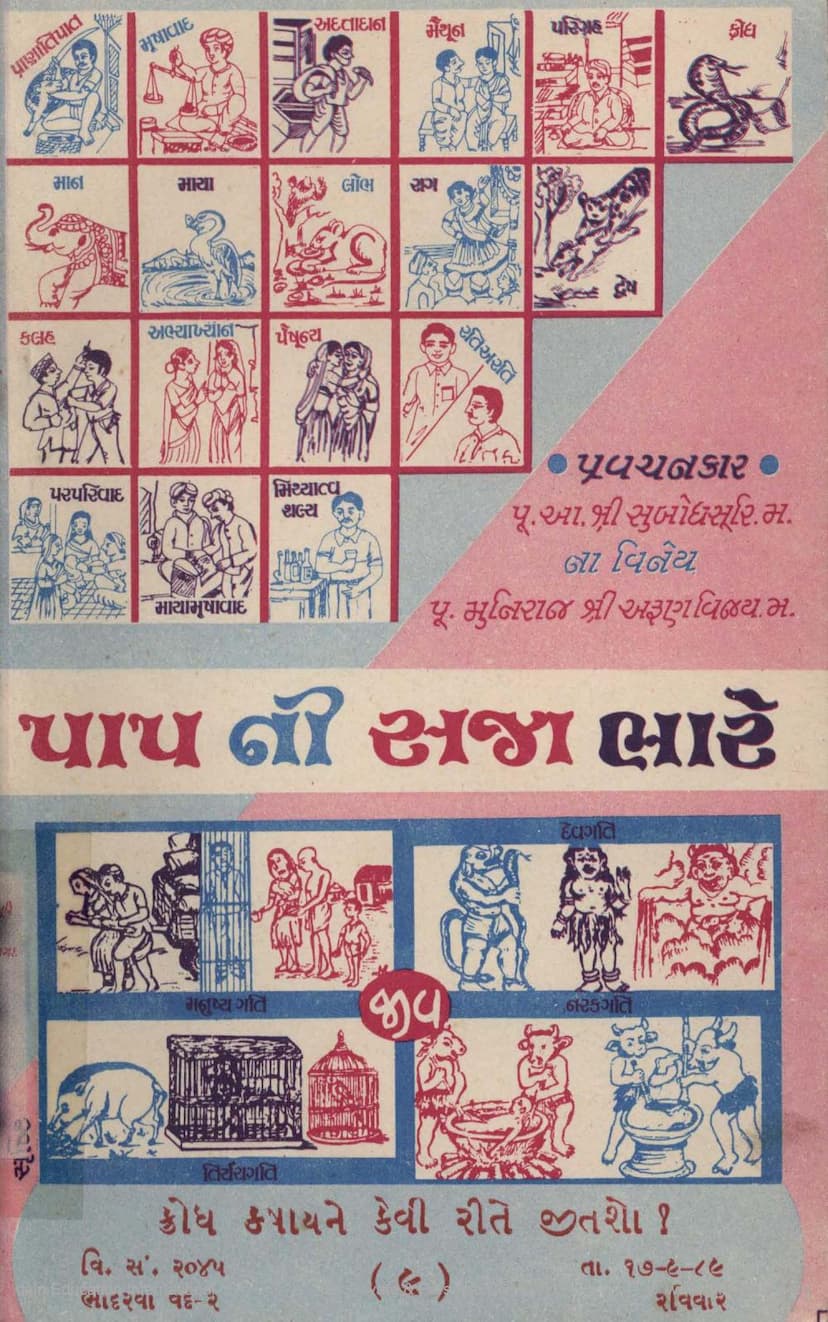 પ્રાણાતિપાત
મૃષાવાદ
અદત્તાદાન
મૈથૂન
પરિગ્રહ
ક્રોધ
માન
માયા
લોભ
રાગ
દ્વેષ
કલહ
અભ્યાખ્યાન
પૈશૂન્ય
રતિઅરતિ
પરપરિવાદ
માયામૃષાવાદ
મિથ્યાત્વ
શલ્ય
પ્રવચનકાર
પૂ. આ. શ્રી સુબોધસૂરિ. મ.
ના વિનેય
પૂ. મુનિરાજ શ્રી અરૂણવિજય. મ.
પાપ ની સજા ભારે
દેવગતિ
મનુષ્ય ગતિ
જીવ
નરકગતિ
તિર્યંચગતિ
ક્રોધ કષાયને કેવી રીતે જીતશો ?
વિ. સં. ૨૦૪૫
ભાદરવા વદ-૨
(૯)
તા. ૧૭-૯-૮૯
રવિવાર